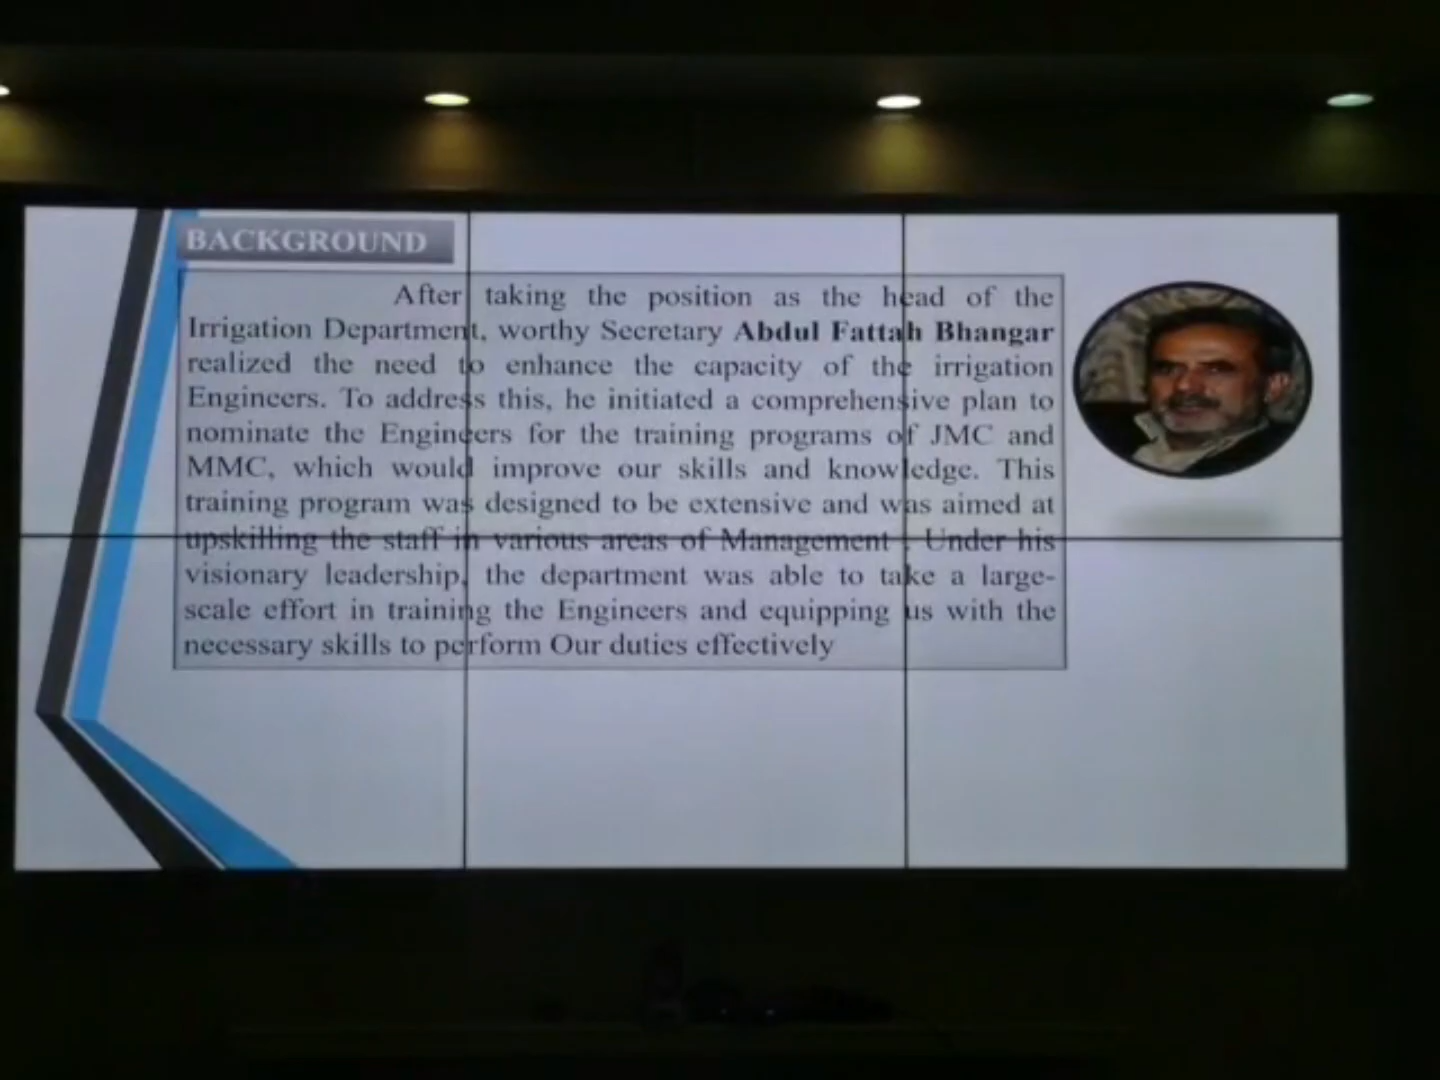 BACKGROUND
After taking the position as the head of the
Irrigation Department, worthy Secretary Abdul Fattah Bhangar
realized the need to enhance the capacity of the irrigation
Engineers. To address this, he initiated a comprehensive plan to
nominate the Engineers for the training programs of JMC and
MMC, which would improve our skills and knowledge. This
training program was designed to be extensive and was aimed at
upskilling the staff in various areas of Management . Under his
visionary leadership, the department was able to take a large-
scale effort in training the Engineers and equipping us with the
necessary skills to perform Our duties effectively